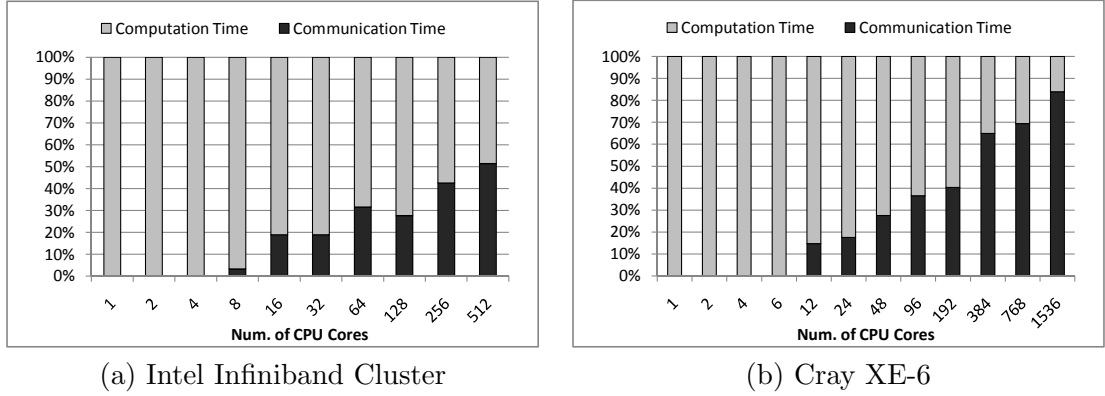 Computation Time Communication Time
100%
90%
80%
70%
60%
50%
40%
30%
20%
10%
0%
1 2 4 8 16 32 64 128 256 512
Num. of CPU Cores
(a) Intel Infiniband Cluster
Computation Time Communication Time
100%
90%
80%
70%
60%
50%
40%
30%
20%
10%
0%
1 2 4 6 12 24 48 96 192 384 768 1536
Num. of CPU Cores
(b) Cray XE-6